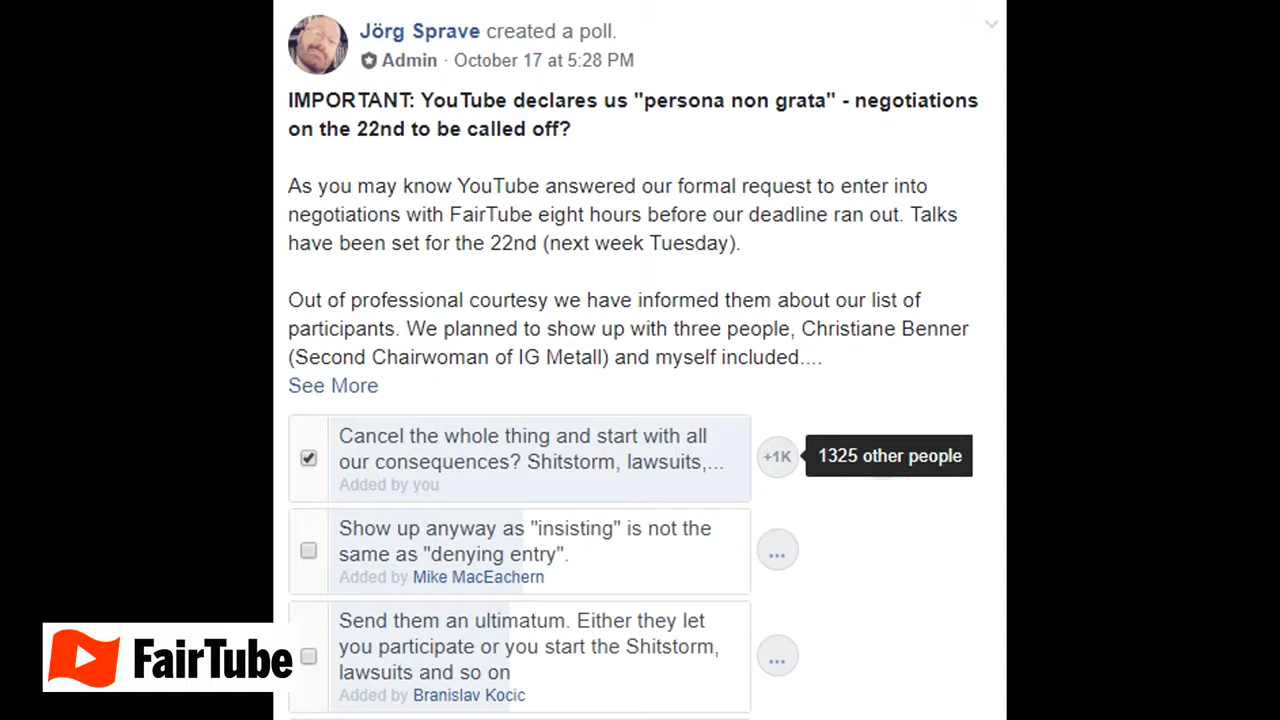 Jörg Sprave created a poll.
Admin · October 17 at 5:28 PM
IMPORTANT: YouTube declares us "persona non grata" - negotiations
on the 22nd to be called off?
As you may know YouTube answered our formal request to enter into
negotiations with FairTube eight hours before our deadline ran out. Talks
have been set for the 22nd (next week Tuesday).
Out of professional courtesy we have informed them about our list of
participants. We planned to show up with three people, Christiane Benner
(Second Chairwoman of IG Metall) and myself included....
See More
Cancel the whole thing and start with all
our consequences? Shitstorm, lawsuits,...
Added by you
+1K
1325 other people
Show up anyway as "insisting" is not the
same as "denying entry".
Added by Mike MacEachern
...
Send them an ultimatum. Either they let
you participate or you start the Shitstorm,
lawsuits and so on
Added by Branislav Kocic
...
FairTube